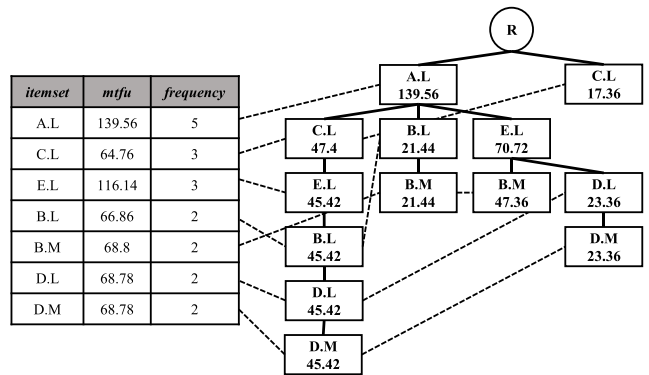 R
A.L
139.56
C.L
17.36
itemset mtfu frequency
A.L 139.56 5
C.L 64.76 3
E.L 116.14 3
B.L 66.86 2
B.M 68.8 2
D.L 68.78 2
D.M 68.78 2
C.L
47.4
B.L
21.44
E.L
70.72
E.L
45.42
B.M
21.44
B.M
47.36
D.L
23.36
B.L
45.42
D.M
23.36
D.L
45.42
D.M
45.42